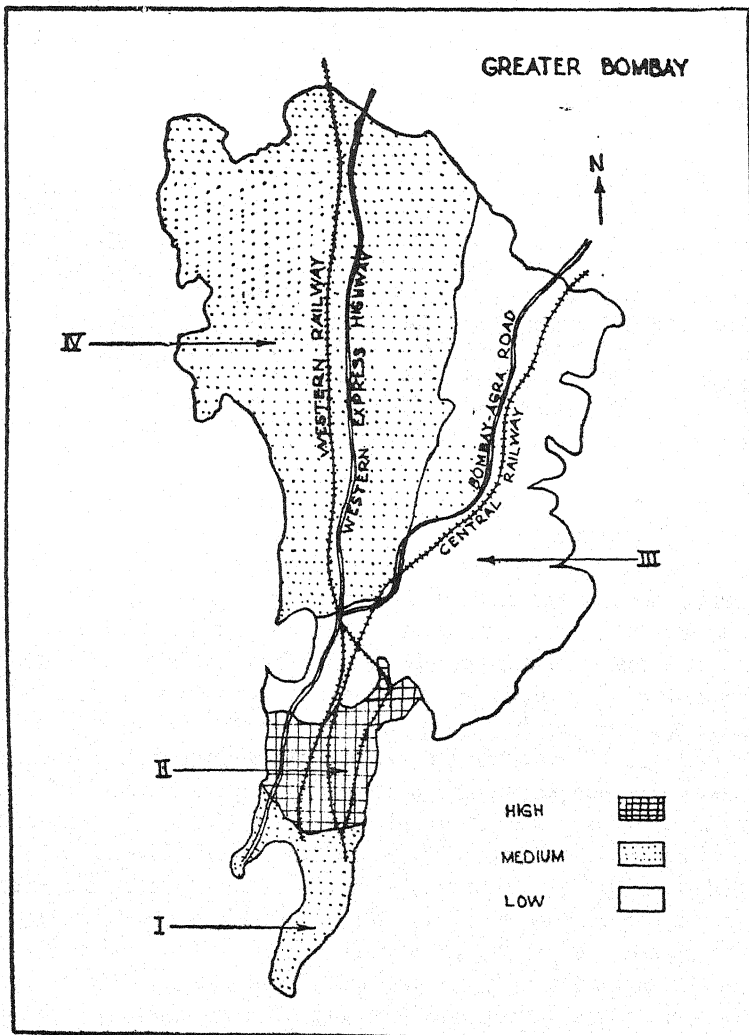 GREATER BOMBAY
N
WESTERN RAILWAY
WESTERN EXPRESS HIGHWAY
BOMBAY-AGRA ROAD
CENTRAL RAILWAY
IV
III
II
I
HIGH
MEDIUM
LOW